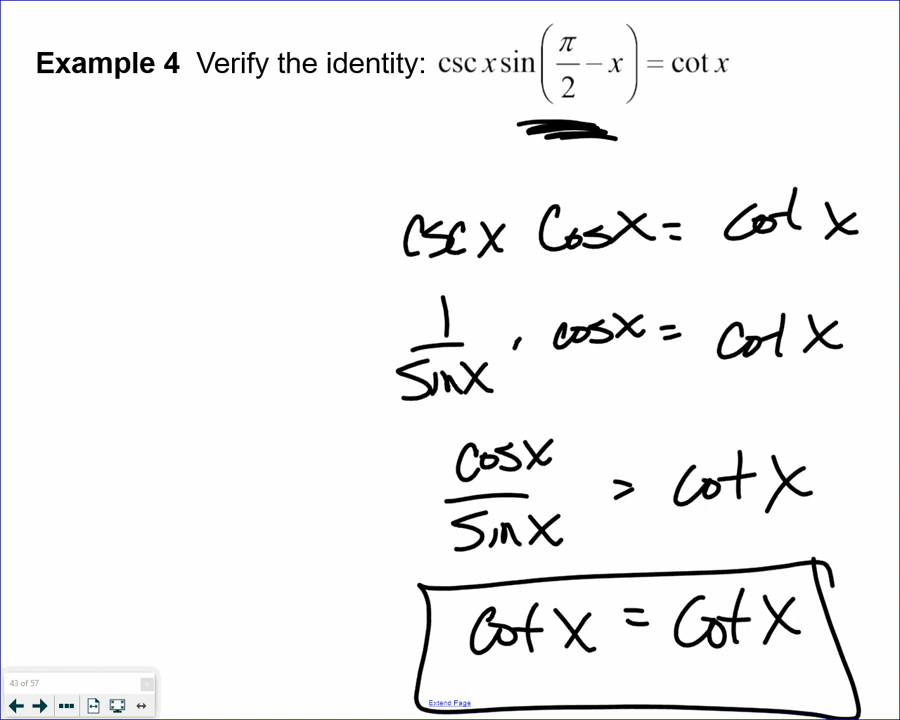 Example 4 Verify the identity: csc x sin(π/2 − x) = cot x
csc x cos x = cot x
1/sin x · cos x = cot x
cos x/sin x = cot x
cot x = cot x
43 of 57
Extend Page